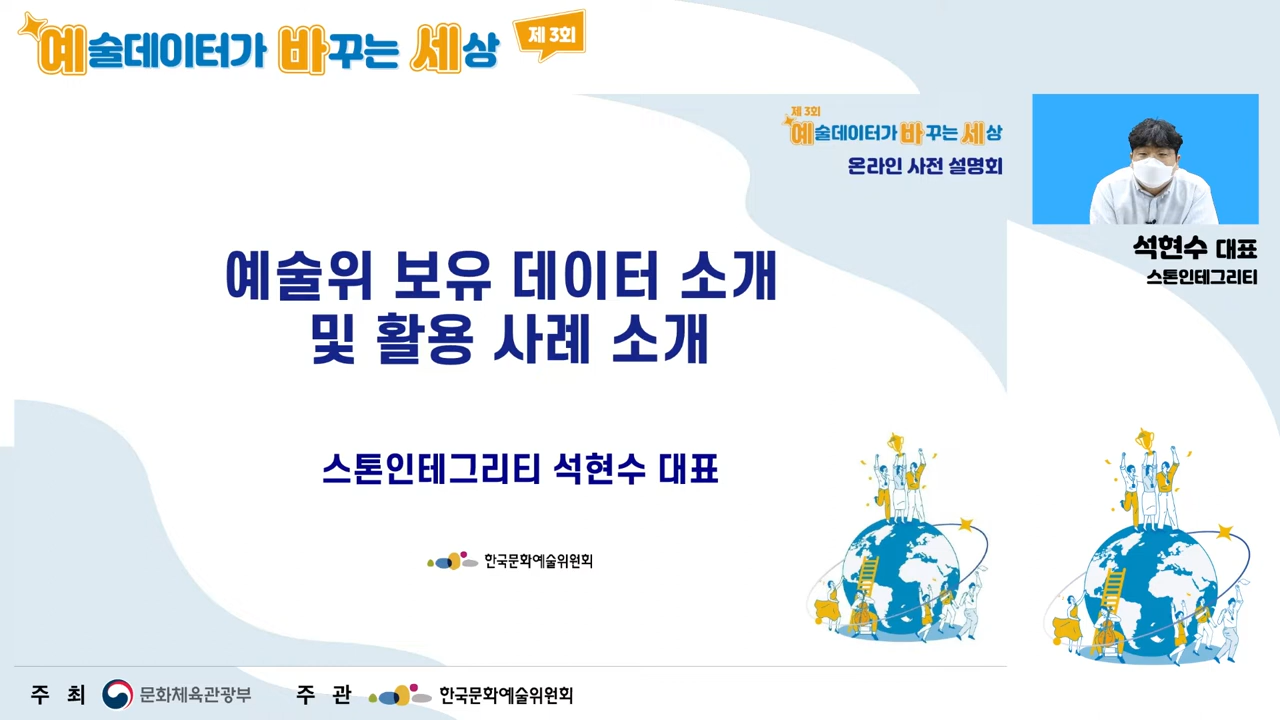 예술데이터가 바꾸는 세상 제 3회
제 3회
예술데이터가 바꾸는 세상
온라인 사전 설명회
석현수 대표
스톤인테그리티
예술위 보유 데이터 소개
및 활용 사례 소개
스톤인테그리티 석현수 대표
한국문화예술위원회
주 최 문화체육관광부 주 관 한국문화예술위원회